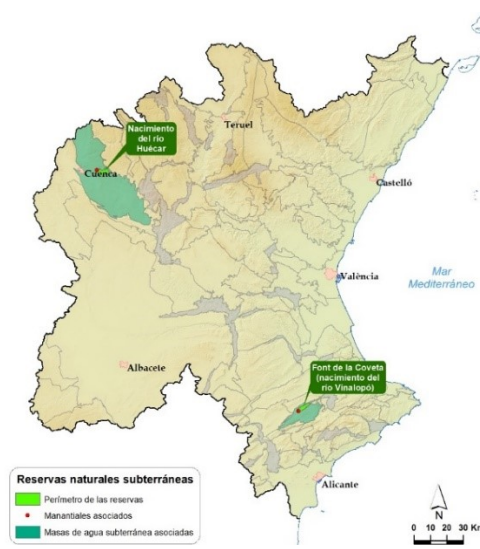 Nacimiento
del río
Huécar
Teruel
Cuenca
Castelló
València
Mar
Mediterráneo
Albacete
Font de la Coveta
(nacimiento del
río Vinalopó)
Alicante
Reservas naturales subterráneas
Perímetro de las reservas
Manantiales asociados
Masas de agua subterránea asociadas
N
0 10 20 30 Km